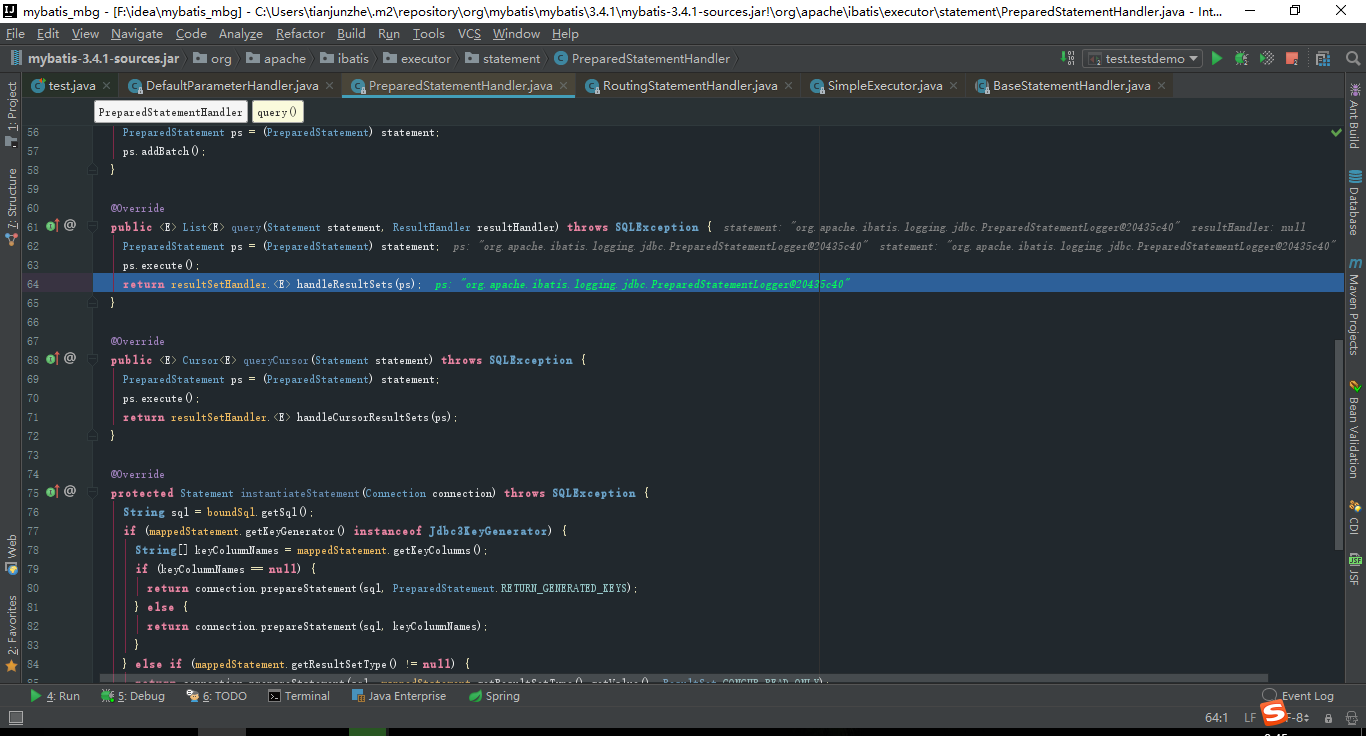 mybatis_mbg - [F:\idea\mybatis_mbg] - C:\Users\tianjunzhe\.m2\repository\org\mybatis\mybatis\3.4.1\mybatis-3.4.1-sources.jar!\org\apache\ibatis\executor\statement\PreparedStatementHandler.java - Int...
File Edit View Navigate Code Analyze Refactor Build Run Tools VCS Window Help
mybatis-3.4.1-sources.jar org apache ibatis executor statement PreparedStatementHandler test.testdemo
test.java DefaultParameterHandler.java PreparedStatementHandler.java RoutingStatementHandler.java SimpleExecutor.java BaseStatementHandler.java
PreparedStatementHandler query()
56 PreparedStatement ps = (PreparedStatement) statement;
57 ps.addBatch();
58 }
59
60 @Override
61 public <E> List<E> query(Statement statement, ResultHandler resultHandler) throws SQLException { statement: "org.apache.ibatis.logging.jdbc.PreparedStatementLogger@20435c40" resultHandler: null
62 PreparedStatement ps = (PreparedStatement) statement; ps: "org.apache.ibatis.logging.jdbc.PreparedStatementLogger@20435c40" statement: "org.apache.ibatis.logging.jdbc.PreparedStatementLogger@20435c40"
63 ps.execute();
64 return resultSetHandler.<E> handleResultSets(ps); ps: "org.apache.ibatis.logging.jdbc.PreparedStatementLogger@20435c40"
65 }
66
67 @Override
68 public <E> Cursor<E> queryCursor(Statement statement) throws SQLException {
69 PreparedStatement ps = (PreparedStatement) statement;
70 ps.execute();
71 return resultSetHandler.<E> handleCursorResultSets(ps);
72 }
73
74 @Override
75 protected Statement instantiateStatement(Connection connection) throws SQLException {
76 String sql = boundSql.getSql();
77 if (mappedStatement.getKeyGenerator() instanceof Jdbc3KeyGenerator) {
78 String[] keyColumnNames = mappedStatement.getKeyColumns();
79 if (keyColumnNames == null) {
80 return connection.prepareStatement(sql, PreparedStatement.RETURN_GENERATED_KEYS);
81 } else {
82 return connection.prepareStatement(sql, keyColumnNames);
83 }
84 } else if (mappedStatement.getResultSetType() != null) {
85 return connection.prepareStatement(sql, mappedStatement.getResultSetType().getValue(), ResultSet.CONCUR_READ_ONLY);
1: Project
7: Structure
Web
2: Favorites
Ant Build
Database
Maven Projects
Bean Validation
CDI
JSF
4: Run 5: Debug 6: TODO Terminal Java Enterprise Spring Event Log
64:1 LF F-8